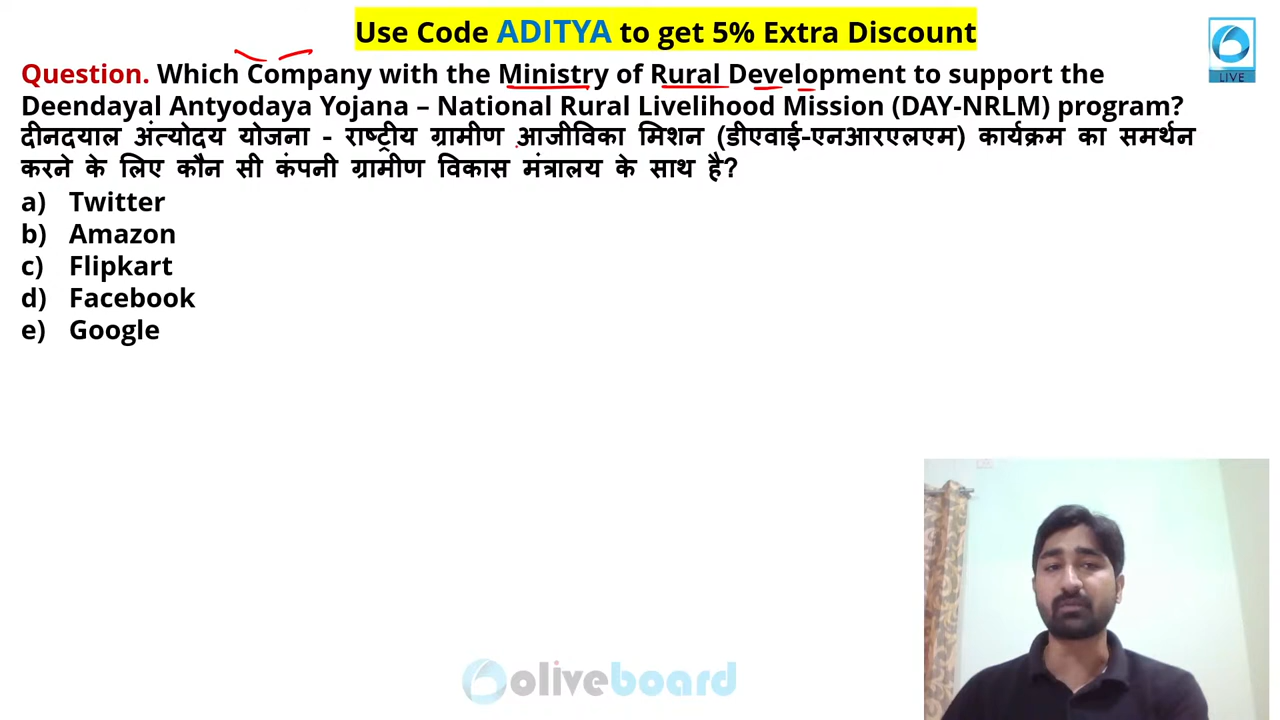 Use Code ADITYA to get 5% Extra Discount
LIVE
Question. Which Company with the Ministry of Rural Development to support the
Deendayal Antyodaya Yojana – National Rural Livelihood Mission (DAY-NRLM) program?
दीनदयाल अंत्योदय योजना - राष्ट्रीय ग्रामीण आजीविका मिशन (डीएवाई-एनआरएलएम) कार्यक्रम का समर्थन
करने के लिए कौन सी कंपनी ग्रामीण विकास मंत्रालय के साथ है?
a) Twitter
b) Amazon
c) Flipkart
d) Facebook
e) Google
oliveboard